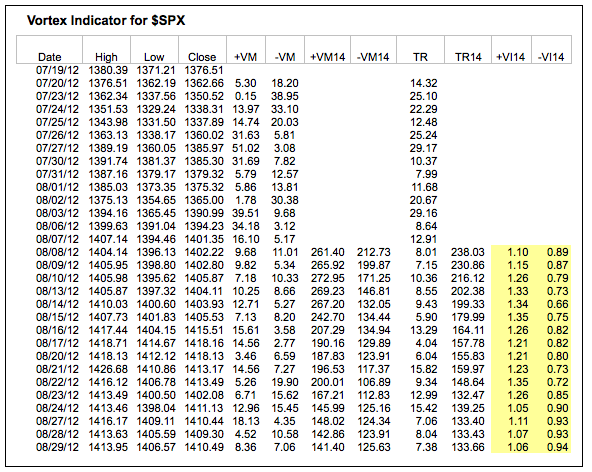 Vortex Indicator for $SPX
Date High Low Close +VM -VM +VM14 -VM14 TR TR14 +VI14 -VI14
07/19/12 1380.39 1371.21 1376.51
07/20/12 1376.51 1362.19 1362.66 5.30 18.20 14.32
07/23/12 1362.34 1337.56 1350.52 0.15 38.95 25.10
07/24/12 1351.53 1329.24 1338.31 13.97 33.10 22.29
07/25/12 1343.98 1331.50 1337.89 14.74 20.03 12.48
07/26/12 1363.13 1338.17 1360.02 31.63 5.81 25.24
07/27/12 1389.19 1360.05 1385.97 51.02 3.08 29.17
07/30/12 1391.74 1381.37 1385.30 31.69 7.82 10.37
07/31/12 1387.16 1379.17 1379.32 5.79 12.57 7.99
08/01/12 1385.03 1373.35 1375.32 5.86 13.81 11.68
08/02/12 1375.13 1354.65 1365.00 1.78 30.38 20.67
08/03/12 1394.16 1365.45 1390.99 39.51 9.68 29.16
08/06/12 1399.63 1391.04 1394.23 34.18 3.12 8.64
08/07/12 1407.14 1394.46 1401.35 16.10 5.17 12.91
08/08/12 1404.14 1396.13 1402.22 9.68 11.01 261.40 212.73 8.01 238.03 1.10 0.89
08/09/12 1405.95 1398.80 1402.80 9.82 5.34 265.92 199.87 7.15 230.86 1.15 0.87
08/10/12 1405.98 1395.62 1405.87 7.18 10.33 272.95 171.25 10.36 216.12 1.26 0.79
08/13/12 1405.87 1397.32 1404.11 10.25 8.66 269.23 146.81 8.55 202.38 1.33 0.73
08/14/12 1410.03 1400.60 1403.93 12.71 5.27 267.20 132.05 9.43 199.33 1.34 0.66
08/15/12 1407.73 1401.83 1405.53 7.13 8.20 242.70 134.44 5.90 179.99 1.35 0.75
08/16/12 1417.44 1404.15 1415.51 15.61 3.58 207.29 134.94 13.29 164.11 1.26 0.82
08/17/12 1418.71 1414.67 1418.16 14.56 2.77 190.16 129.89 4.04 157.78 1.21 0.82
08/20/12 1418.13 1412.12 1418.13 3.46 6.59 187.83 123.91 6.04 155.83 1.21 0.80
08/21/12 1426.68 1410.86 1413.17 14.56 7.27 196.53 117.37 15.82 159.97 1.23 0.73
08/22/12 1416.12 1406.78 1413.49 5.26 19.90 200.01 106.89 9.34 148.64 1.35 0.72
08/23/12 1413.49 1400.50 1402.08 6.71 15.62 167.21 112.83 12.99 132.47 1.26 0.85
08/24/12 1413.46 1398.04 1411.13 12.96 15.45 145.99 125.16 15.42 139.25 1.05 0.90
08/27/12 1416.17 1409.11 1410.44 18.13 4.35 148.02 124.34 7.06 133.40 1.11 0.93
08/28/12 1413.63 1405.59 1409.30 4.52 10.58 142.86 123.91 8.04 133.43 1.07 0.93
08/29/12 1413.95 1406.57 1410.49 8.36 7.06 141.40 125.63 7.38 133.66 1.06 0.94